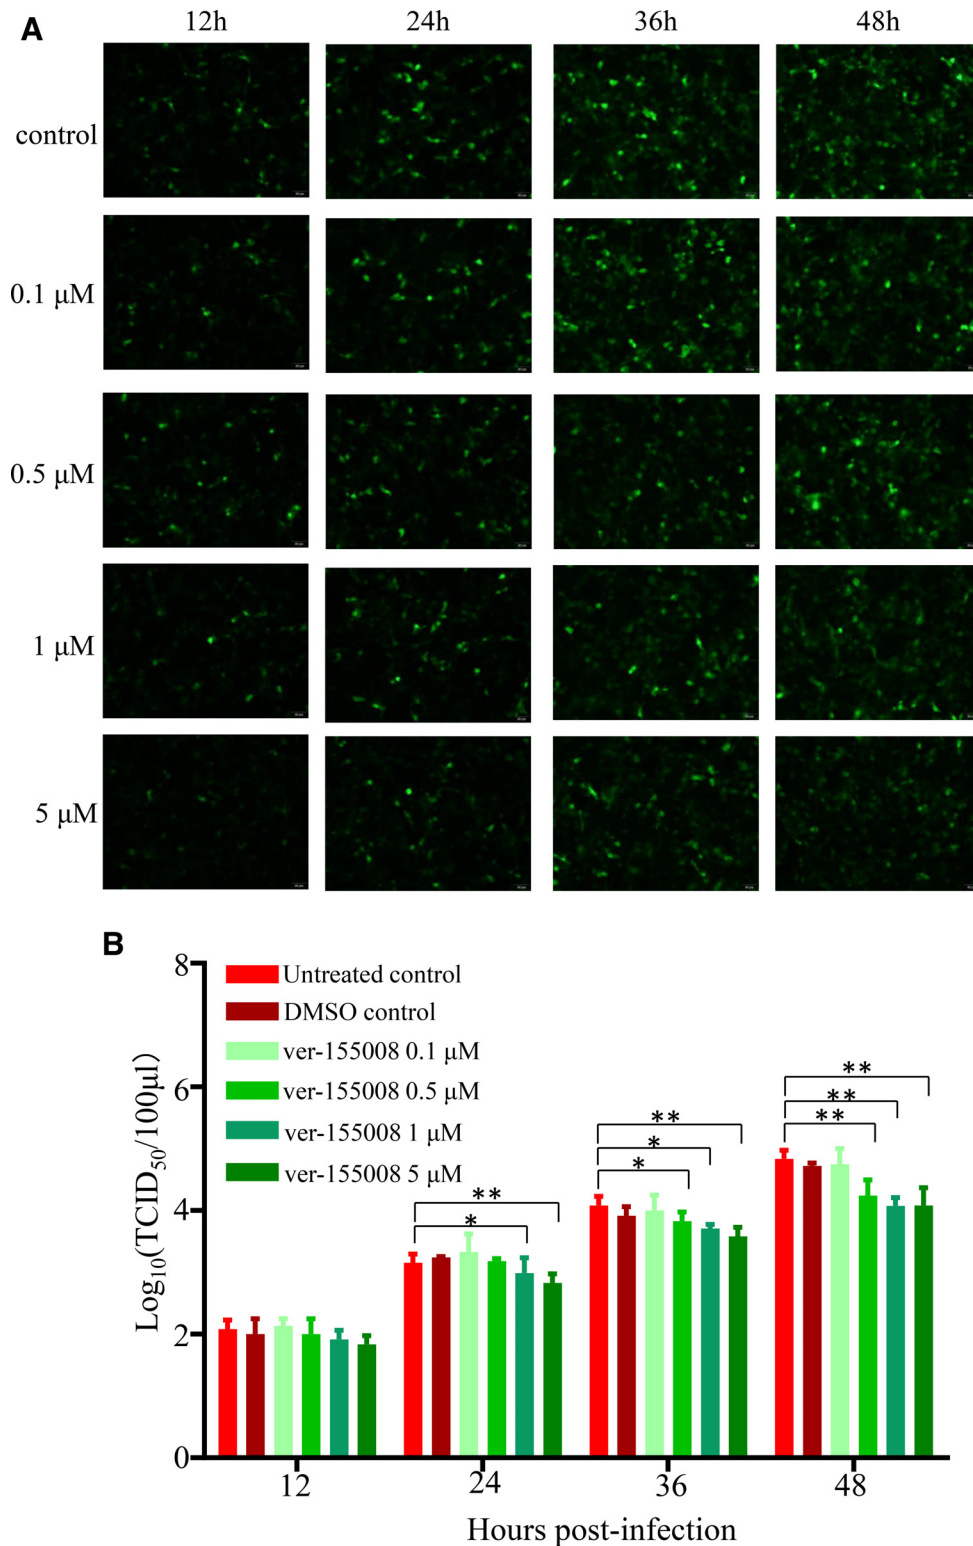 A
12h 24h 36h 48h
control
0.1 μM
0.5 μM
1 μM
5 μM
B
Untreated control
DMSO control
ver-155008 0.1 μM
ver-155008 0.5 μM
ver-155008 1 μM
ver-155008 5 μM
Log10(TCID50/100μl)
8
6
4
2
0
** *
** * *
** ** **
12 24 36 48
Hours post-infection